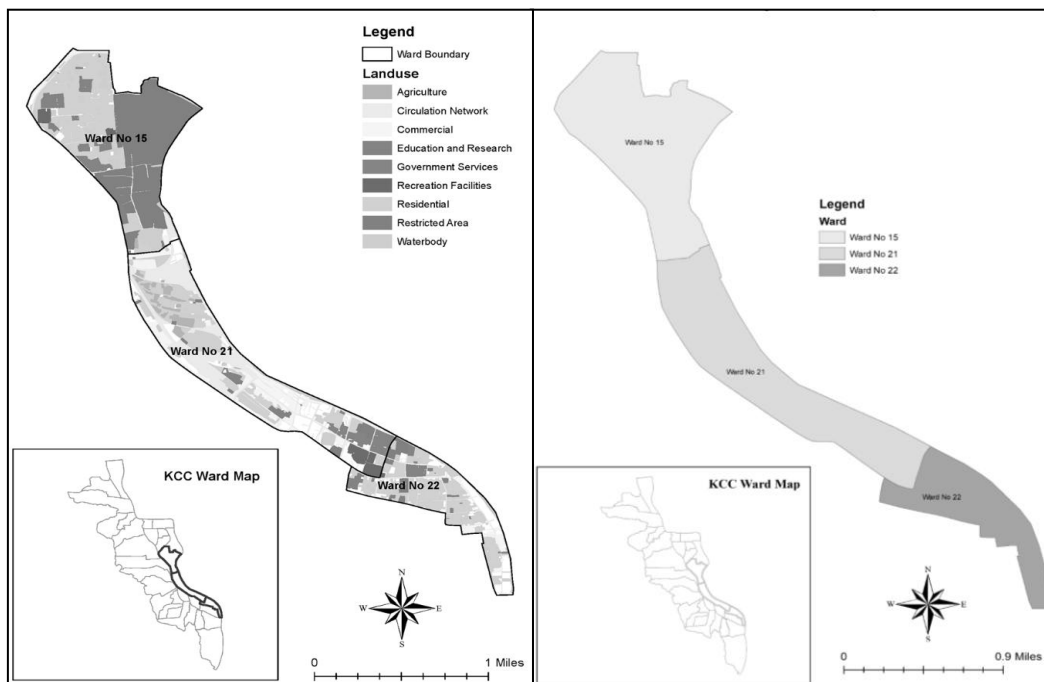 Legend
Ward Boundary
Landuse
Agriculture
Circulation Network
Commercial
Education and Research
Government Services
Recreation Facilities
Residential
Restricted Area
Waterbody
Ward No 15
Ward No 21
Ward No 22
KCC Ward Map
N
W
E
S
0
1 Miles
Ward No 15
Legend
Ward
Ward No 15
Ward No 21
Ward No 22
Ward No 21
Ward No 22
KCC Ward Map
N
W
E
S
0
0.9 Miles